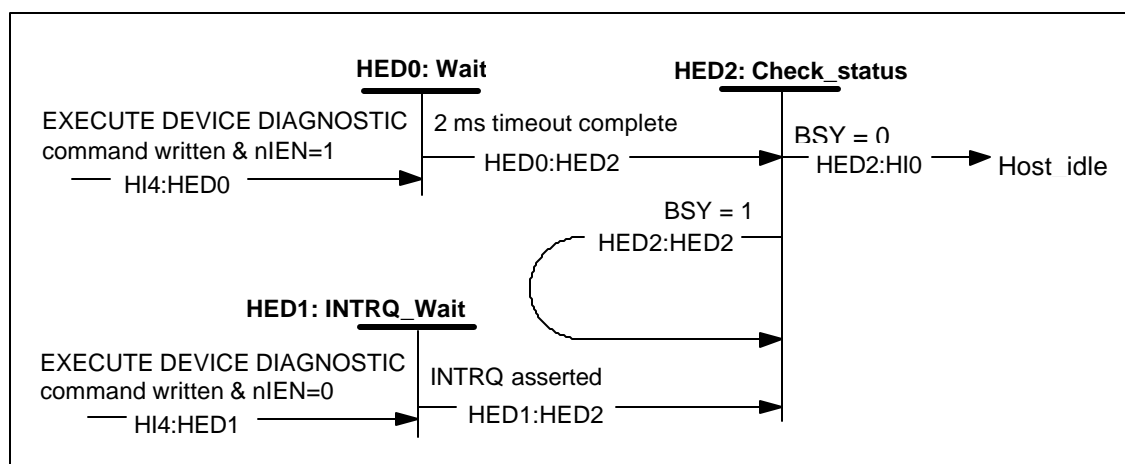 HED0: Wait
HED2: Check_status
EXECUTE DEVICE DIAGNOSTIC
command written & nIEN=1
HI4:HED0
2 ms timeout complete
HED0:HED2
BSY = 0
HED2:HI0
Host_idle
BSY = 1
HED2:HED2
HED1: INTRQ_Wait
EXECUTE DEVICE DIAGNOSTIC
command written & nIEN=0
HI4:HED1
INTRQ asserted
HED1:HED2